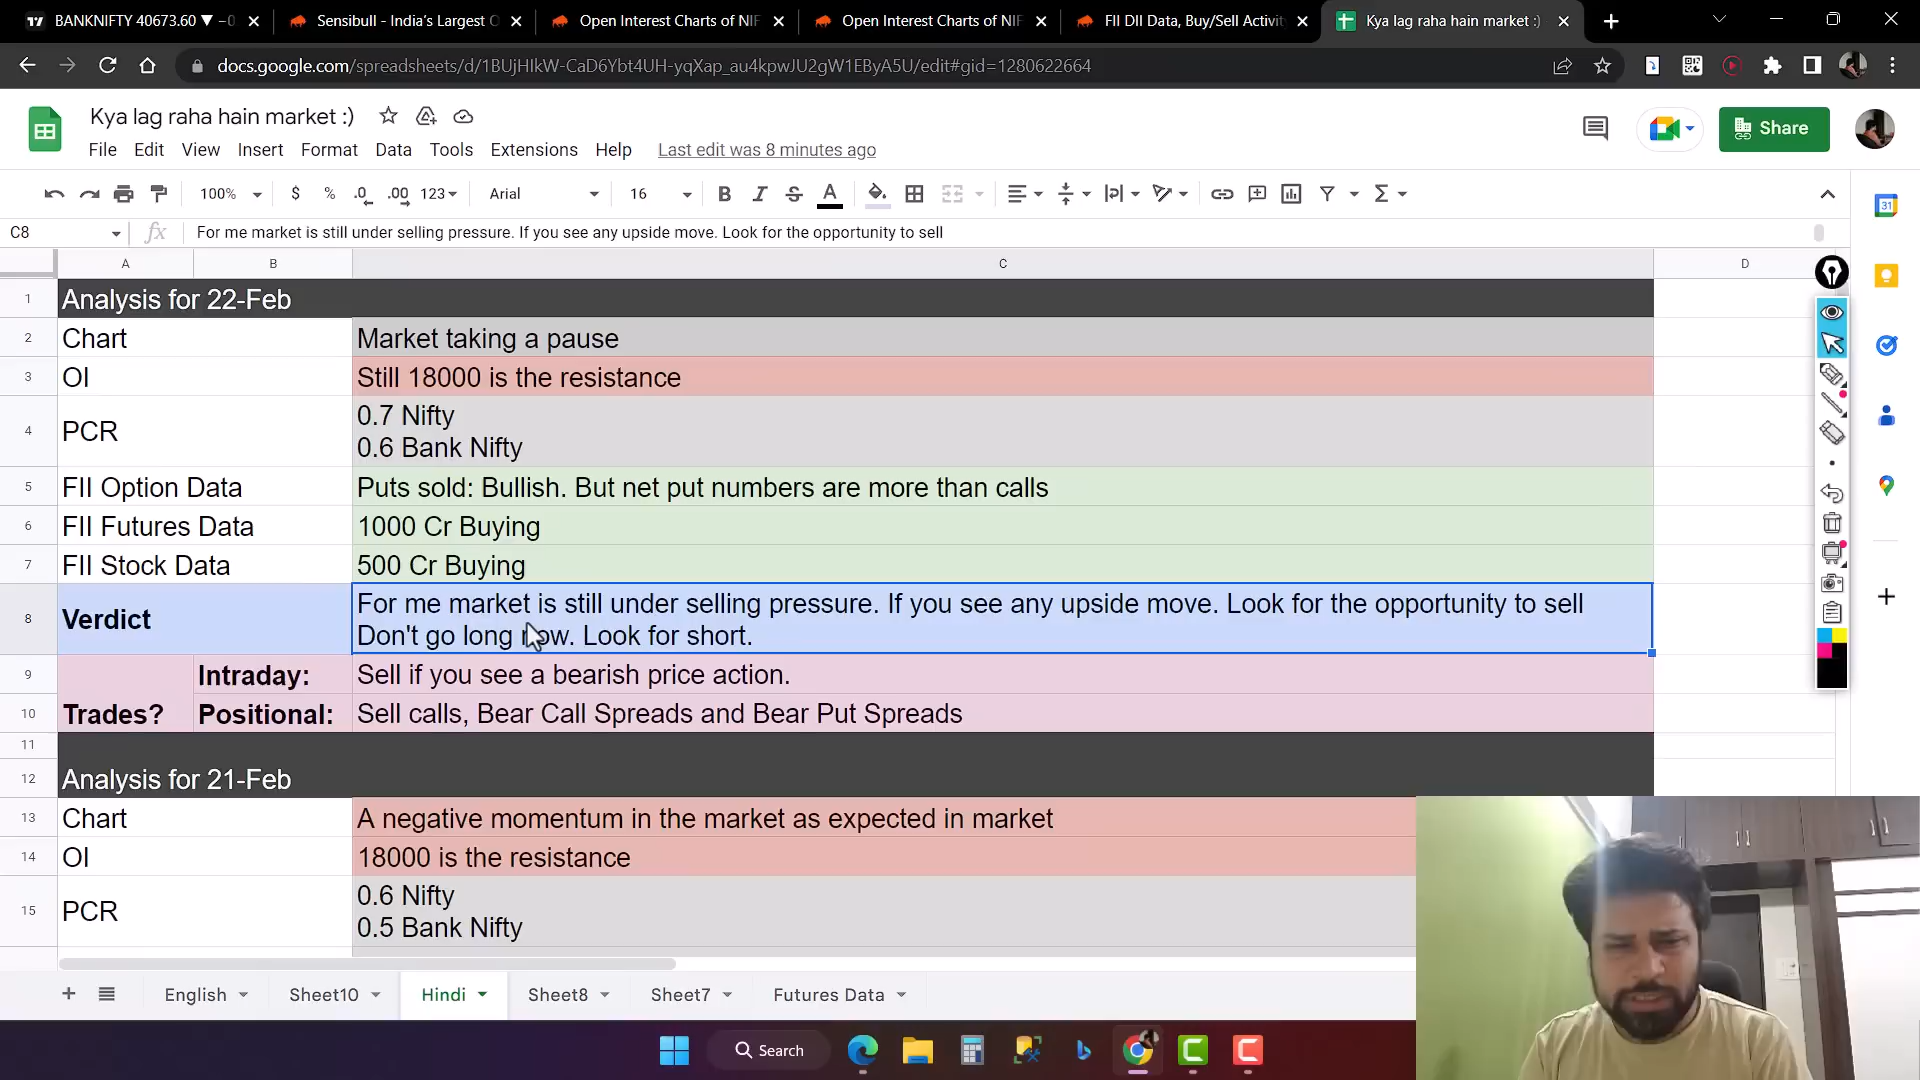 BANKNIFTY 40673.60 ▼ −0
Sensibull - India's Largest O
Open Interest Charts of NIF
Open Interest Charts of NIF
FII DII Data, Buy/Sell Activit
Kya lag raha hain market :)
docs.google.com/spreadsheets/d/1BUjHIkW-CaD6Ybt4UH-yqXap_au4kpwJU2gW1EByA5U/edit#gid=1280622664
Kya lag raha hain market :)
Share
File Edit View Insert Format Data Tools Extensions Help Last edit was 8 minutes ago
100% $ % .0 .00 123 Arial 16 B I S A
C8 fx For me market is still under selling pressure. If you see any upside move. Look for the opportunity to sell
A B C D
1 Analysis for 22-Feb
2 Chart Market taking a pause
3 OI Still 18000 is the resistance
0.7 Nifty
4 PCR
0.6 Bank Nifty
5 FII Option Data Puts sold: Bullish. But net put numbers are more than calls
6 FII Futures Data 1000 Cr Buying
7 FII Stock Data 500 Cr Buying
For me market is still under selling pressure. If you see any upside move. Look for the opportunity to sell
8 Verdict
Don't go long now. Look for short.
9 Intraday: Sell if you see a bearish price action.
10 Trades? Positional: Sell calls, Bear Call Spreads and Bear Put Spreads
11
12 Analysis for 21-Feb
13 Chart A negative momentum in the market as expected in market
14 OI 18000 is the resistance
0.6 Nifty
15 PCR
0.5 Bank Nifty
English Sheet10 Hindi Sheet8 Sheet7 Futures Data
Search
31